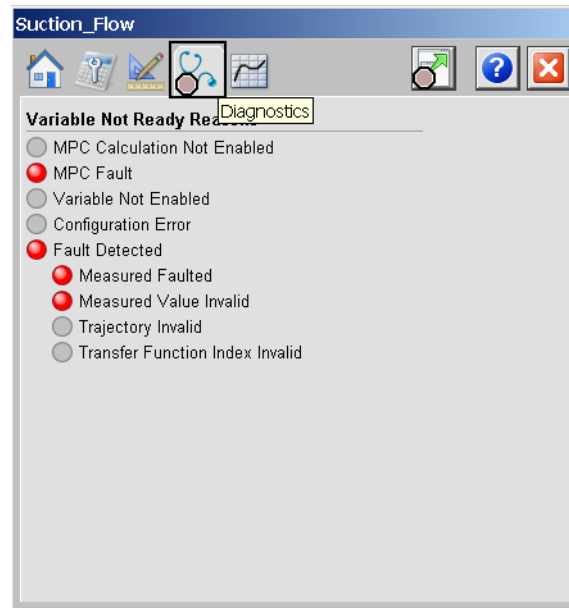 Suction_Flow
Diagnostics
Variable Not Ready
MPC Calculation Not Enabled
MPC Fault
Variable Not Enabled
Configuration Error
Fault Detected
Measured Faulted
Measured Value Invalid
Trajectory Invalid
Transfer Function Index Invalid